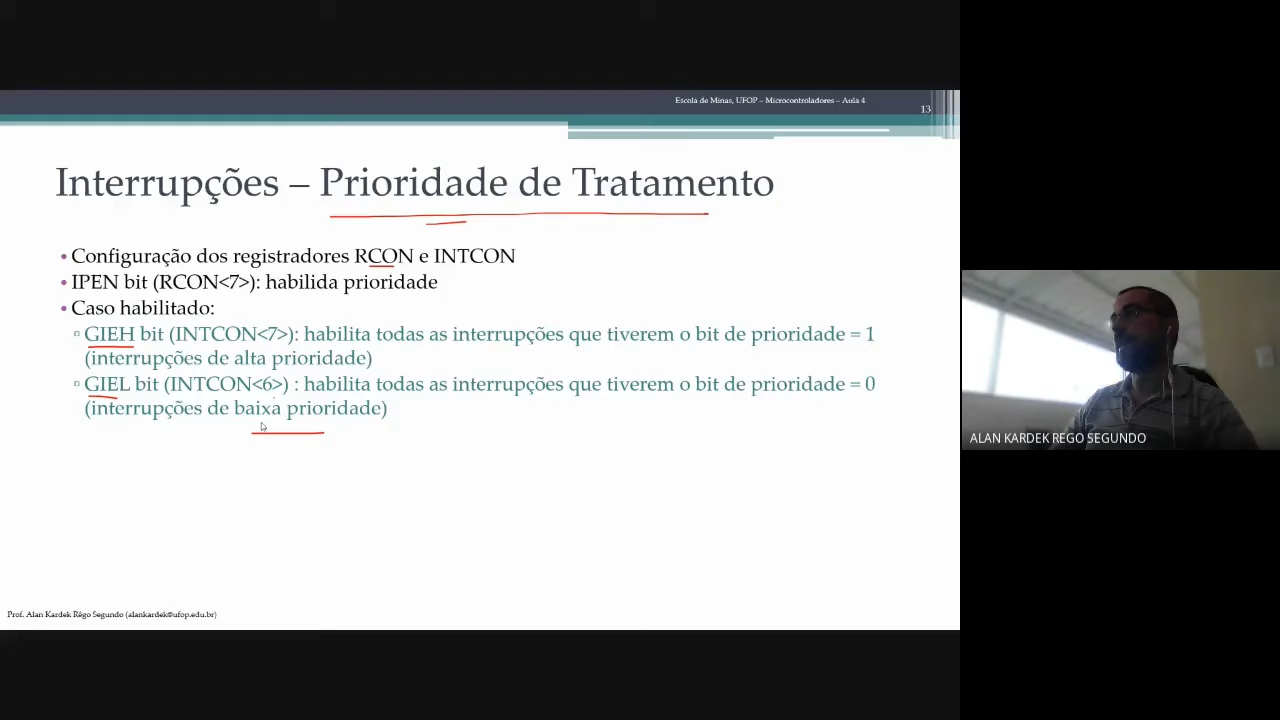 Escola de Minas, UFOP – Microcontroladores – Aula 4
13
Interrupções – Prioridade de Tratamento
• Configuração dos registradores RCON e INTCON
• IPEN bit (RCON<7>): habilida prioridade
• Caso habilitado:
▫ GIEH bit (INTCON<7>): habilita todas as interrupções que tiverem o bit de prioridade = 1
(interrupções de alta prioridade)
▫ GIEL bit (INTCON<6>) : habilita todas as interrupções que tiverem o bit de prioridade = 0
(interrupções de baixa prioridade)
ALAN KARDEK REGO SEGUNDO
Prof. Alan Kardek Rêgo Segundo (alankardek@ufop.edu.br)